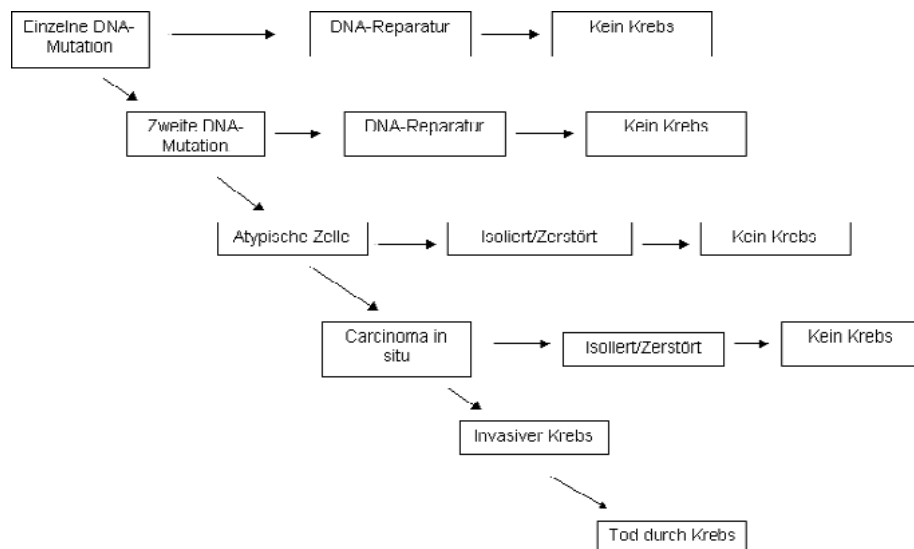 Einzelne DNA-
Mutation
DNA-Reparatur
Kein Krebs
Zweite DNA-
Mutation
DNA-Reparatur
Kein Krebs
Atypische Zelle
Isoliert/Zerstört
Kein Krebs
Carcinoma in
situ
Isoliert/Zerstört
Kein Krebs
Invasiver Krebs
Tod durch Krebs